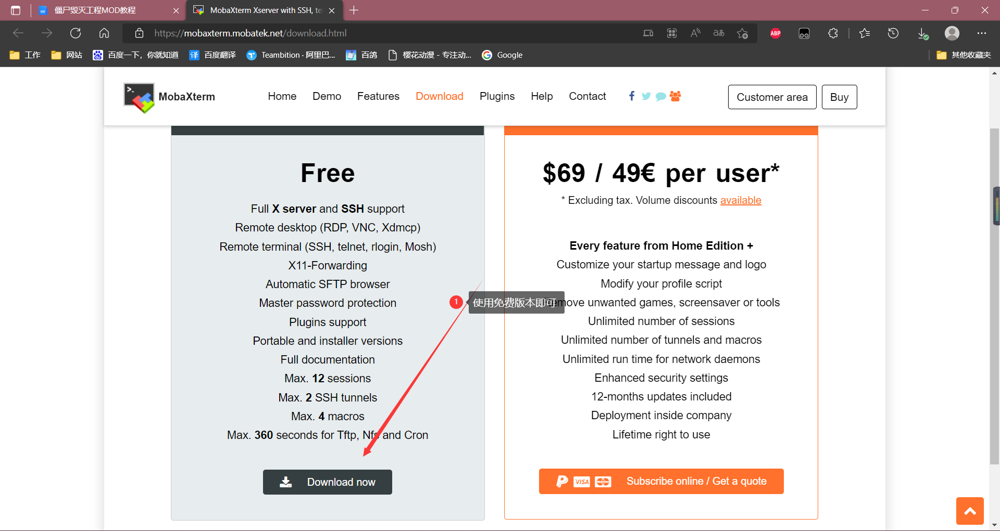 僵尸毁灭工程MOD教程
MobaXterm Xserver with SSH, te
https://mobaxterm.mobatek.net/download.html
ABP
工作
网站
百度一下，你就知道
译 百度翻译
Teambition · 阿里巴...
百鸽
樱花动漫 - 专注动...
Google
其他收藏夹
MobaXterm
Home
Demo
Features
Download
Plugins
Help
Contact
Customer area
Buy
Free
Full X server and SSH support
Remote desktop (RDP, VNC, Xdmcp)
Remote terminal (SSH, telnet, rlogin, Mosh)
X11-Forwarding
Automatic SFTP browser
Master password protection
Plugins support
Portable and installer versions
Full documentation
Max. 12 sessions
Max. 2 SSH tunnels
Max. 4 macros
Max. 360 seconds for Tftp, Nfs and Cron
Download now
1
使用免费版本即可
$69 / 49€ per user*
* Excluding tax. Volume discounts available
Every feature from Home Edition +
Customize your startup message and logo
Modify your profile script
Remove unwanted games, screensaver or tools
Unlimited number of sessions
Unlimited number of tunnels and macros
Unlimited run time for network daemons
Enhanced security settings
12-months updates included
Deployment inside company
Lifetime right to use
VISA
Subscribe online / Get a quote